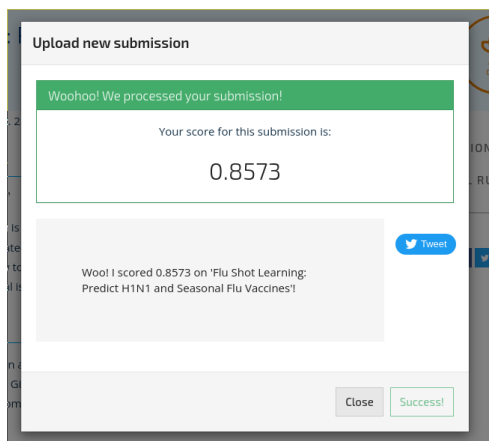 Upload new submission
Woohoo! We processed your submission!
Your score for this submission is:
0.8573
Tweet
Woo! I scored 0.8573 on 'Flu Shot Learning:
Predict H1N1 and Seasonal Flu Vaccines'!
Close
Success!